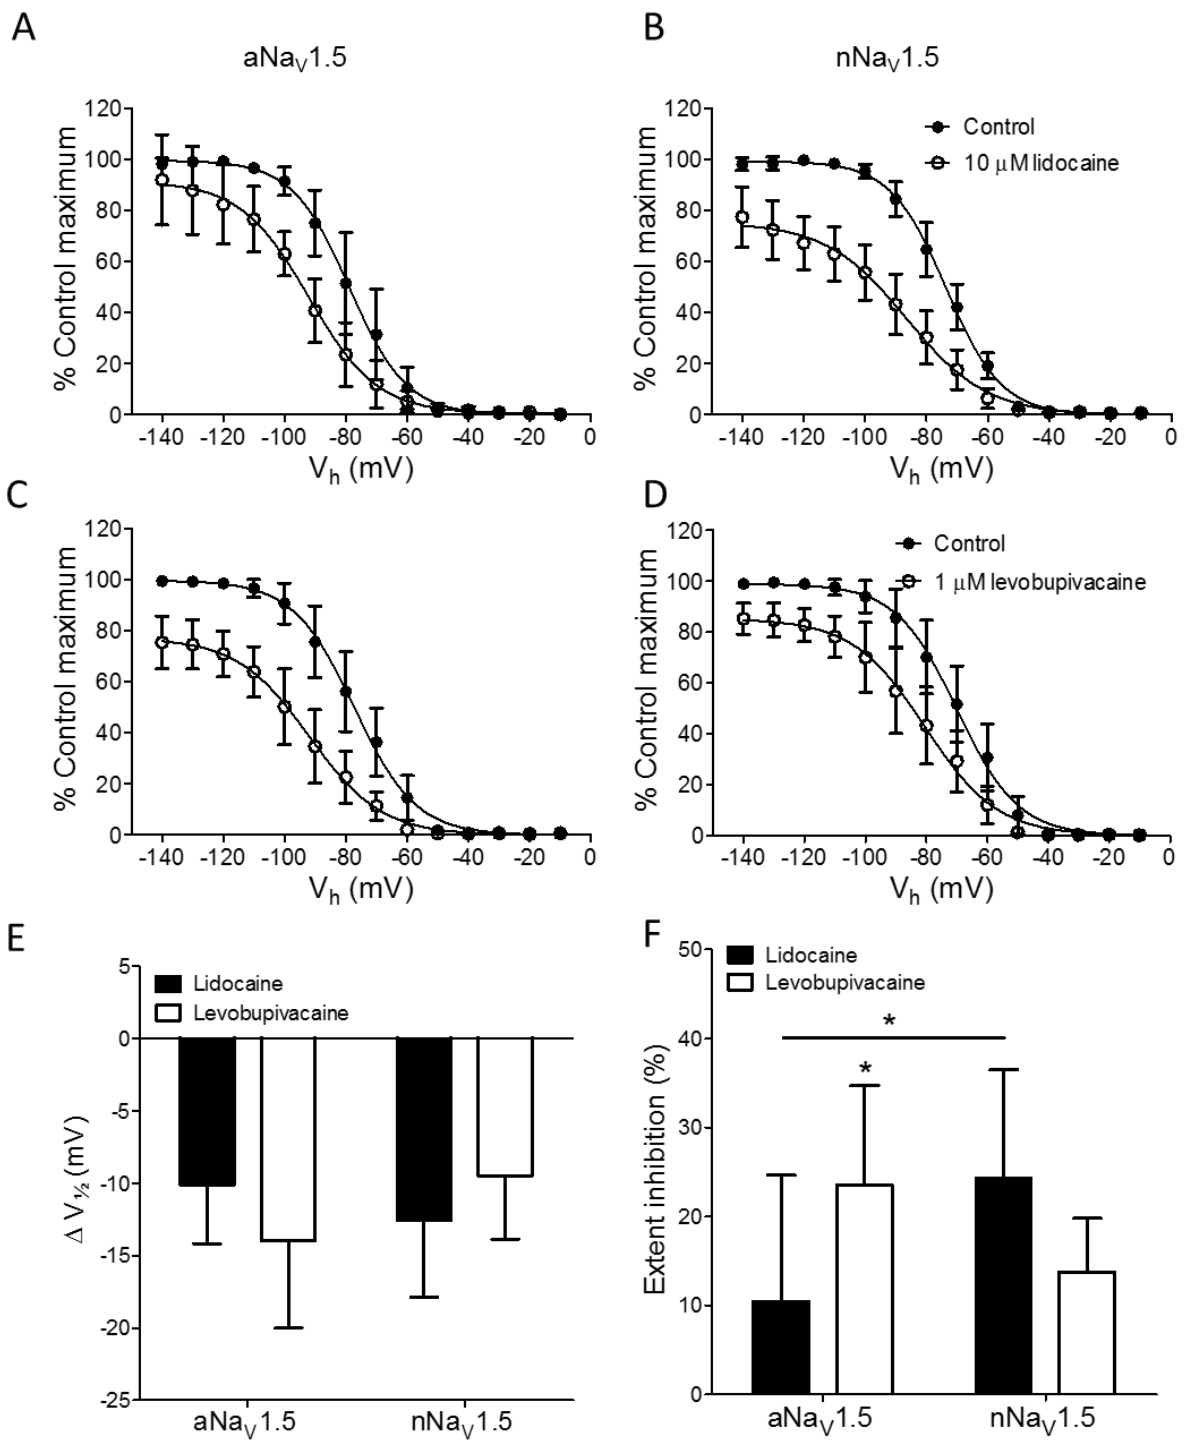 A
aNaV1.5
% Control maximum
120
100
80
60
40
20
0
-140 -120 -100 -80 -60 -40 -20 0
Vh (mV)
B
nNaV1.5
Control
10 µM lidocaine
% Control maximum
120
100
80
60
40
20
0
-140 -120 -100 -80 -60 -40 -20 0
Vh (mV)
C
% Control maximum
120
100
80
60
40
20
0
-140 -120 -100 -80 -60 -40 -20 0
Vh (mV)
D
Control
1 µM levobupivacaine
% Control maximum
120
100
80
60
40
20
0
-140 -120 -100 -80 -60 -40 -20 0
Vh (mV)
E
Lidocaine
Levobupivacaine
Δ V½ (mV)
5
0
-5
-10
-15
-20
-25
aNaV1.5 nNaV1.5
F
Lidocaine
Levobupivacaine
Extent inhibition (%)
50
40
30
20
10
0
*
*
aNaV1.5 nNaV1.5